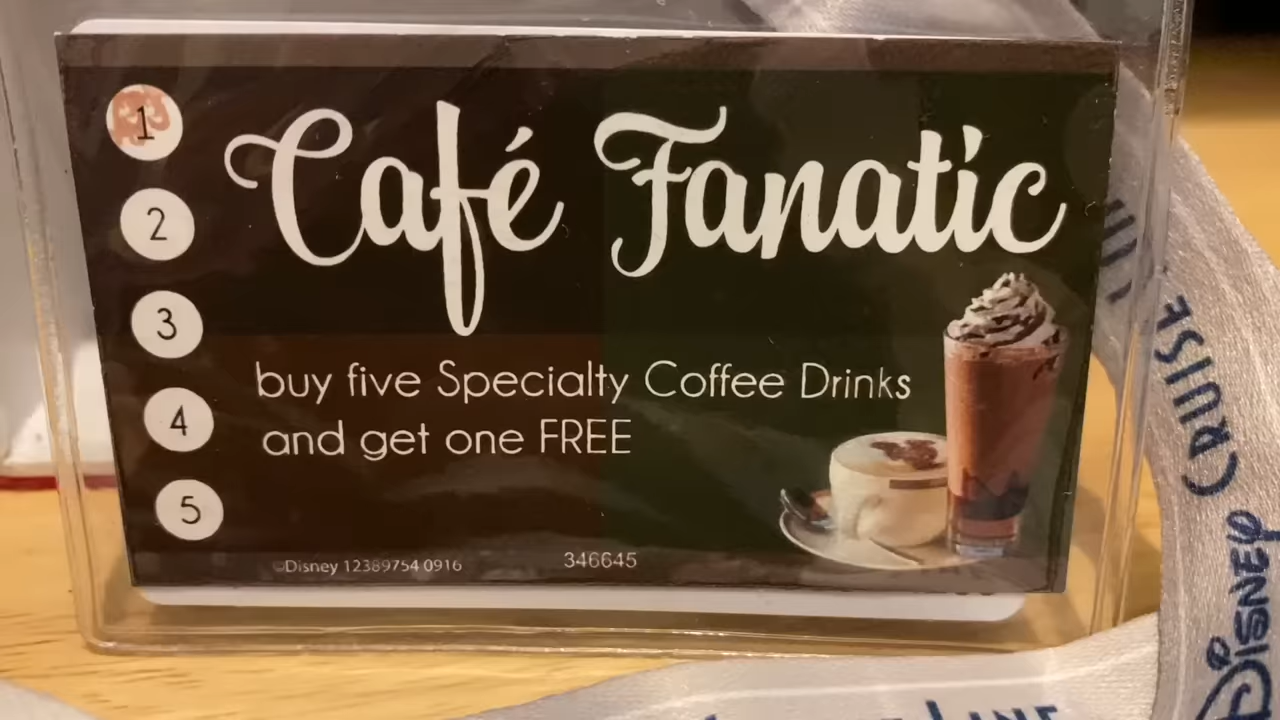 1
Café Fanatic
2
3
buy five Specialty Coffee Drinks
4
and get one FREE
5
©Disney 12389754 0916
346645
CRUISE
DISNEY
LINE